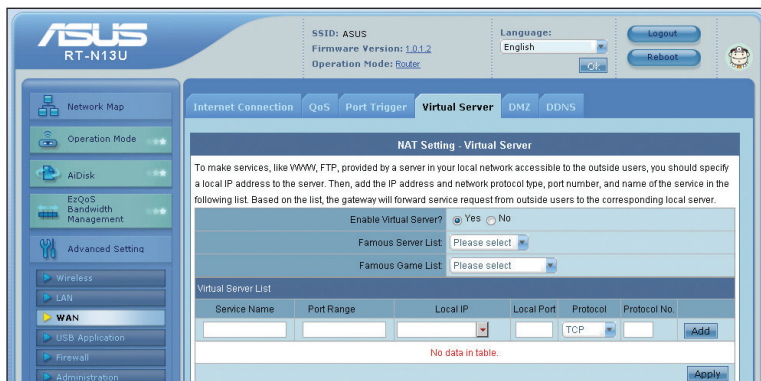 ASUS
RT-N13U
SSID: ASUS
Firmware Version: 1.0.1.2
Operation Mode: Router
Language:
English
Ok
Logout
Reboot
Network Map
Operation Mode
AiDisk
EzQoS
Bandwidth
Management
Advanced Setting
Wireless
LAN
WAN
USB Application
Firewall
Administration
Internet Connection QoS Port Trigger Virtual Server DMZ DDNS
NAT Setting - Virtual Server
To make services, like WWW, FTP, provided by a server in your local network accessible to the outside users, you should specify
a local IP address to the server. Then, add the IP address and network protocol type, port number, and name of the service in the
following list. Based on the list, the gateway will forward service request from outside users to the corresponding local server.
Enable Virtual Server? Yes No
Famous Server List: Please select
Famous Game List: Please select
Virtual Server List
Service Name Port Range Local IP Local Port Protocol Protocol No.
TCP Add
No data in table.
Apply